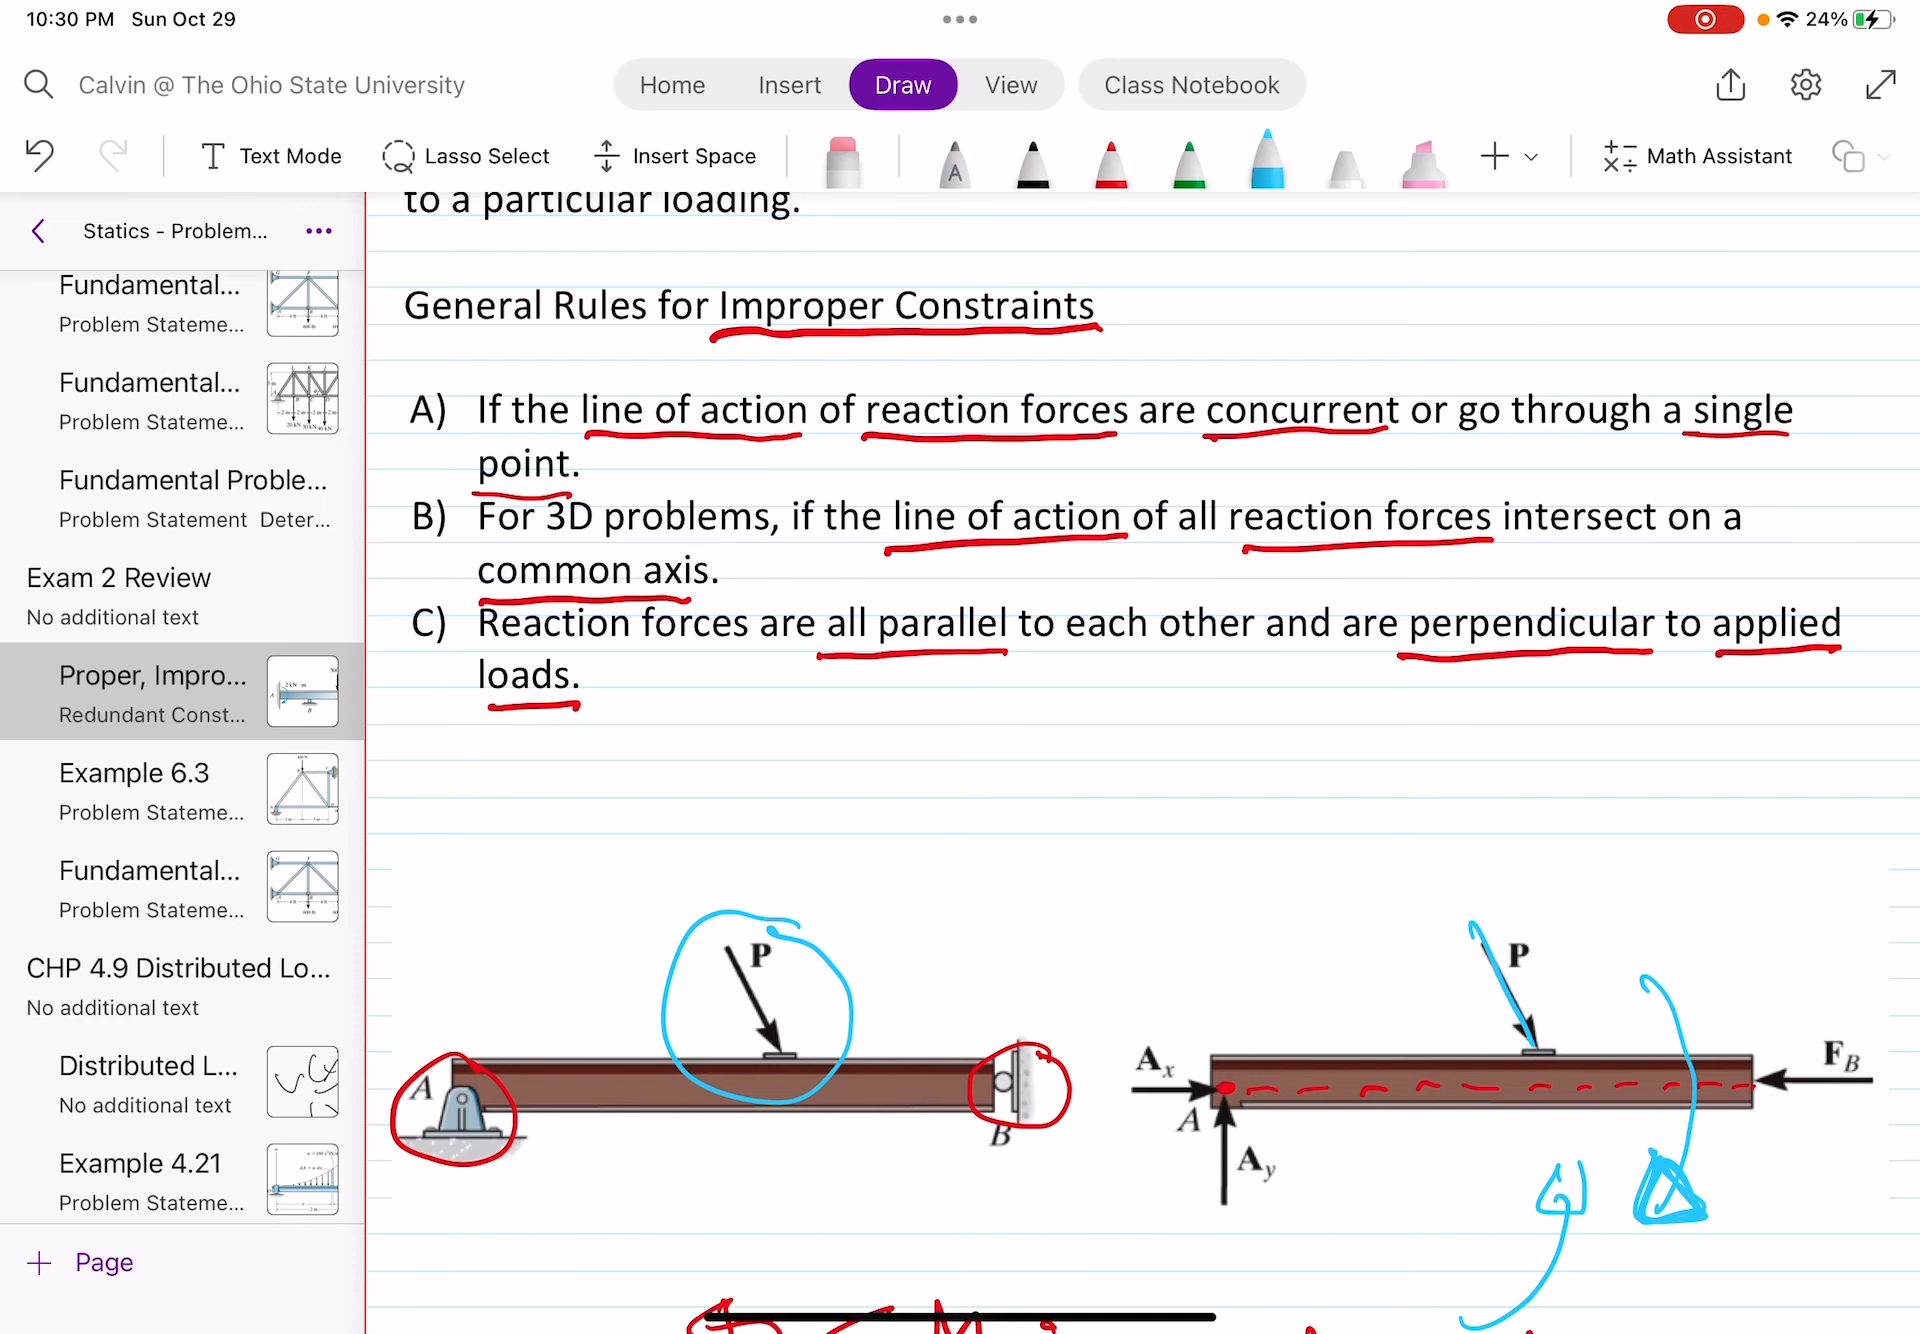 10:30 PM Sun Oct 29
24%
Calvin @ The Ohio State University
Home Insert Draw View Class Notebook
Text Mode Lasso Select Insert Space A Math Assistant
Statics - Problem...
to a particular loading.
Fundamental...
Problem Stateme...
General Rules for Improper Constraints
Fundamental...
Problem Stateme...
A) If the line of action of reaction forces are concurrent or go through a single
point.
Fundamental Proble...
Problem Statement Deter...
B) For 3D problems, if the line of action of all reaction forces intersect on a
common axis.
Exam 2 Review
No additional text
C) Reaction forces are all parallel to each other and are perpendicular to applied
loads.
Proper, Impro...
Redundant Const...
Example 6.3
Problem Stateme...
Fundamental...
Problem Stateme...
CHP 4.9 Distributed Lo...
No additional text
Distributed L...
No additional text
Example 4.21
Problem Stateme...
+ Page
P
A
B
P
Ax
A
Ay
FB